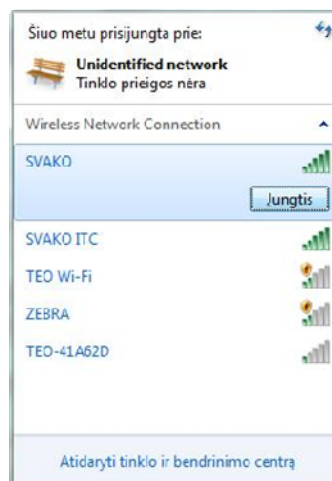 Šiuo metu prisijungta prie:
Unidentified network
Tinklo prieigos nėra
Wireless Network Connection
SVAKO
Jungtis
SVAKO ITC
TEO Wi-Fi
ZEBRA
TEO-41A62D
Atidaryti tinklo ir bendrinimo centrą